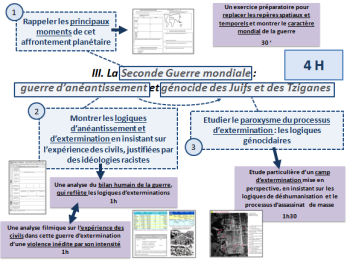 1
Rappeler les principaux
moments de cet
affrontement planétaire
Un exercice préparatoire pour
replacer les repères spatiaux et
temporels et montrer le caractère
mondial de la guerre
30 '
4 H
III. La Seconde Guerre mondiale :
guerre d'anéantissement et génocide des Juifs et des Tziganes
2
Montrer les logiques
d'anéantissement et
d'extermination en insistant sur
l'expérience des civils, justifiées par
des idéologies racistes
Etudier le paroxysme du processus
d'extermination : les logiques
génocidaires
3
Une analyse du bilan humain de la guerre,
qui reflète les logiques d'exterminations
1h
Etude particulière d'un camp
d'extermination mise en
perspective, en insistant sur les
logiques de déshumanisation et le
processus d'assassinat de masse
1h30
Une analyse filmique sur l'expérience des
civils dans cette guerre d'extermination
d'une violence inédite par son intensité
1h